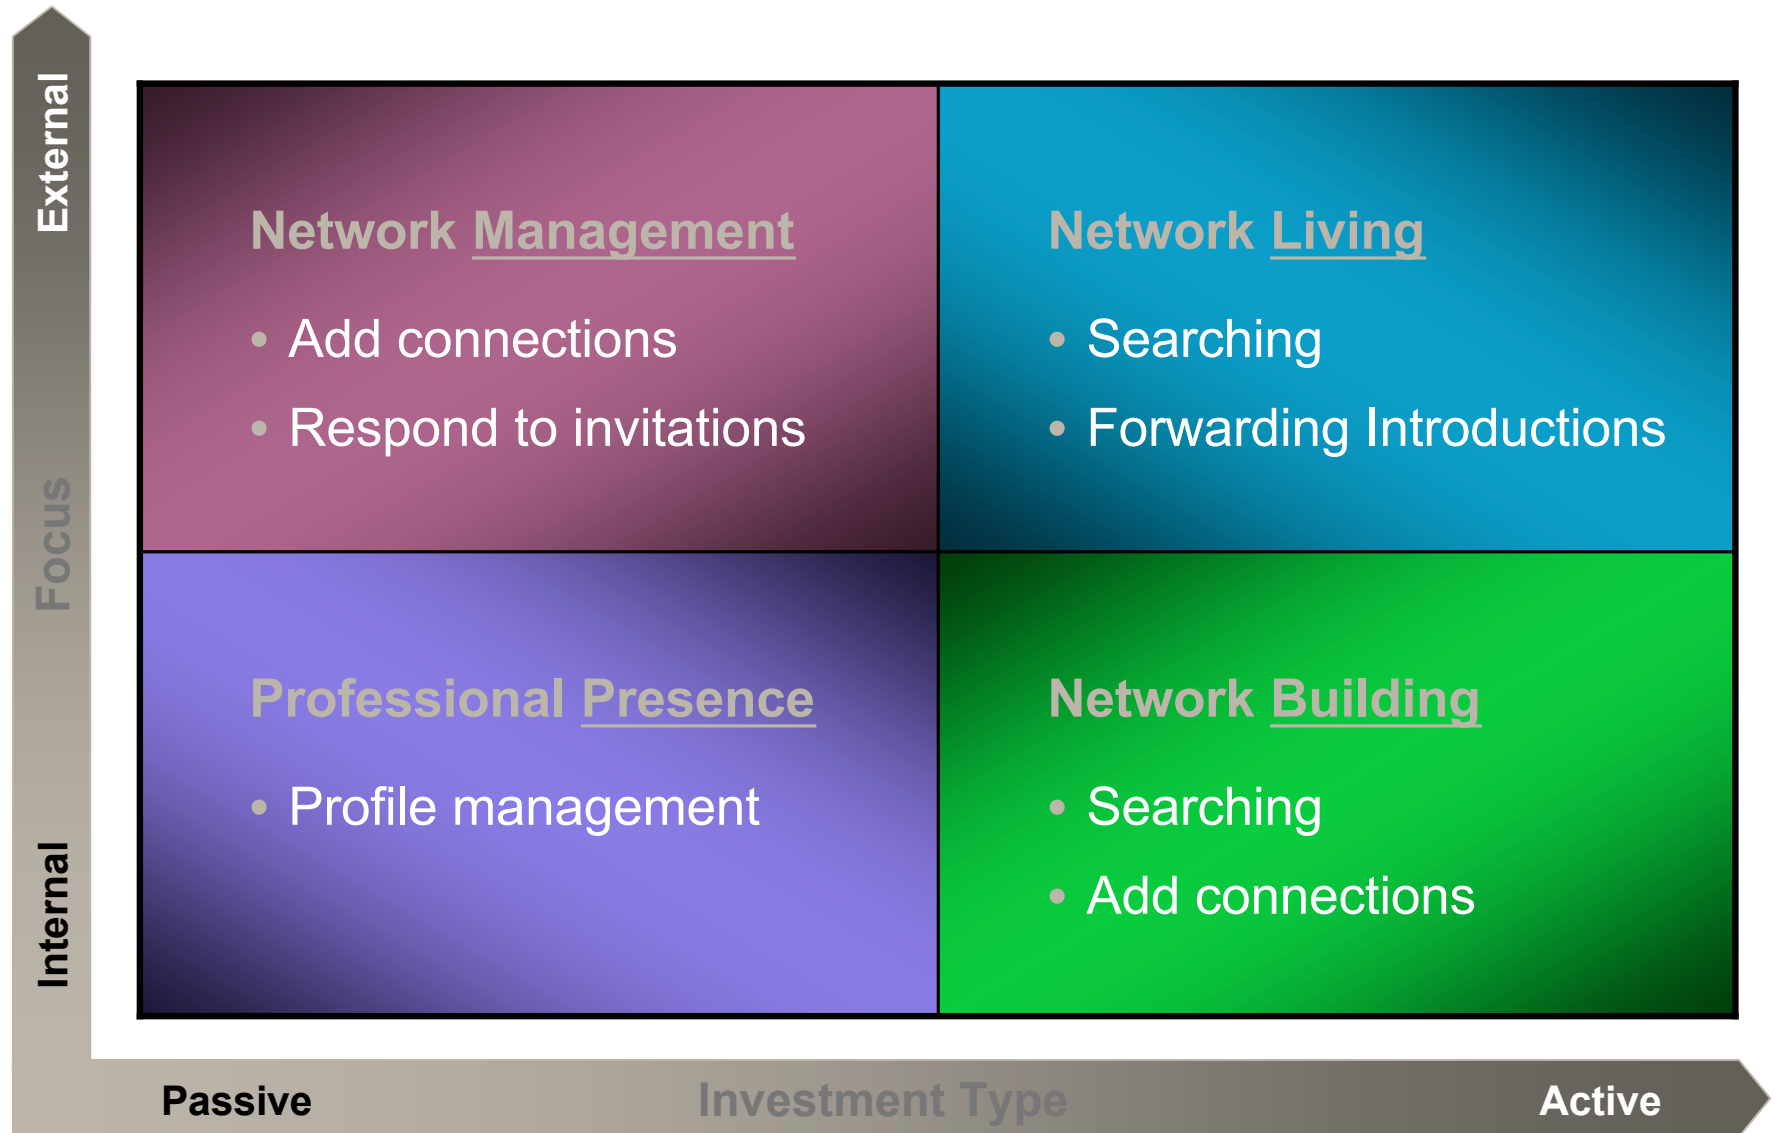 External
Focus
Internal
Network Management
• Add connections
• Respond to invitations
Network Living
• Searching
• Forwarding Introductions
Professional Presence
• Profile management
Network Building
• Searching
• Add connections
Passive
Investment Type
Active